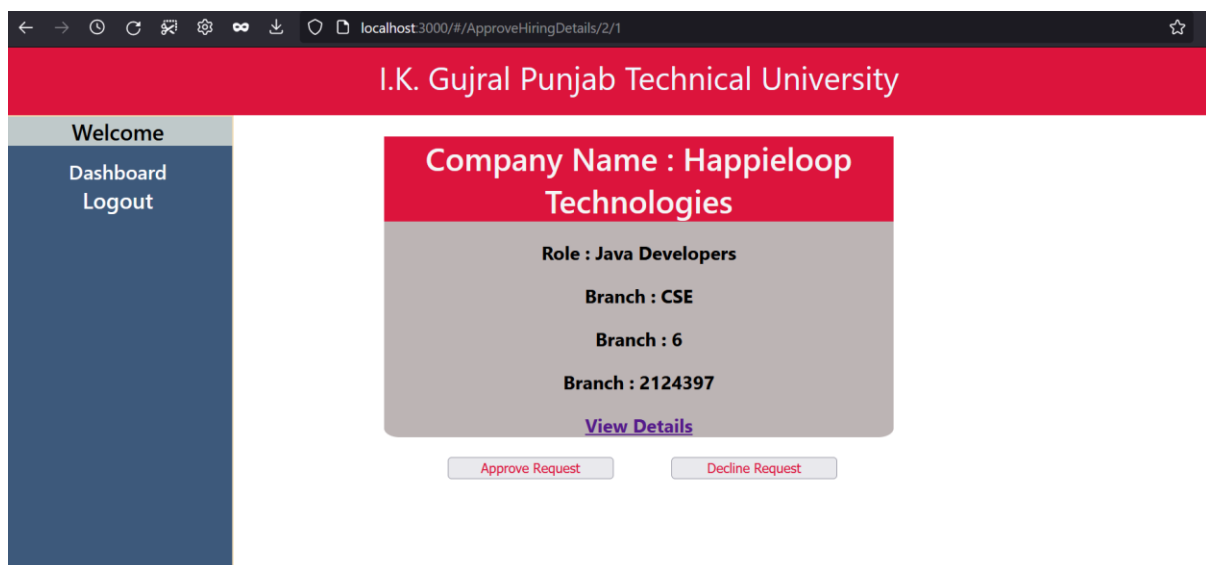 localhost:3000/#/ApproveHiringDetails/2/1
I.K. Gujral Punjab Technical University
Welcome
Dashboard
Logout
Company Name : Happieloop
Technologies
Role : Java Developers
Branch : CSE
Branch : 6
Branch : 2124397
View Details
Approve Request Decline Request